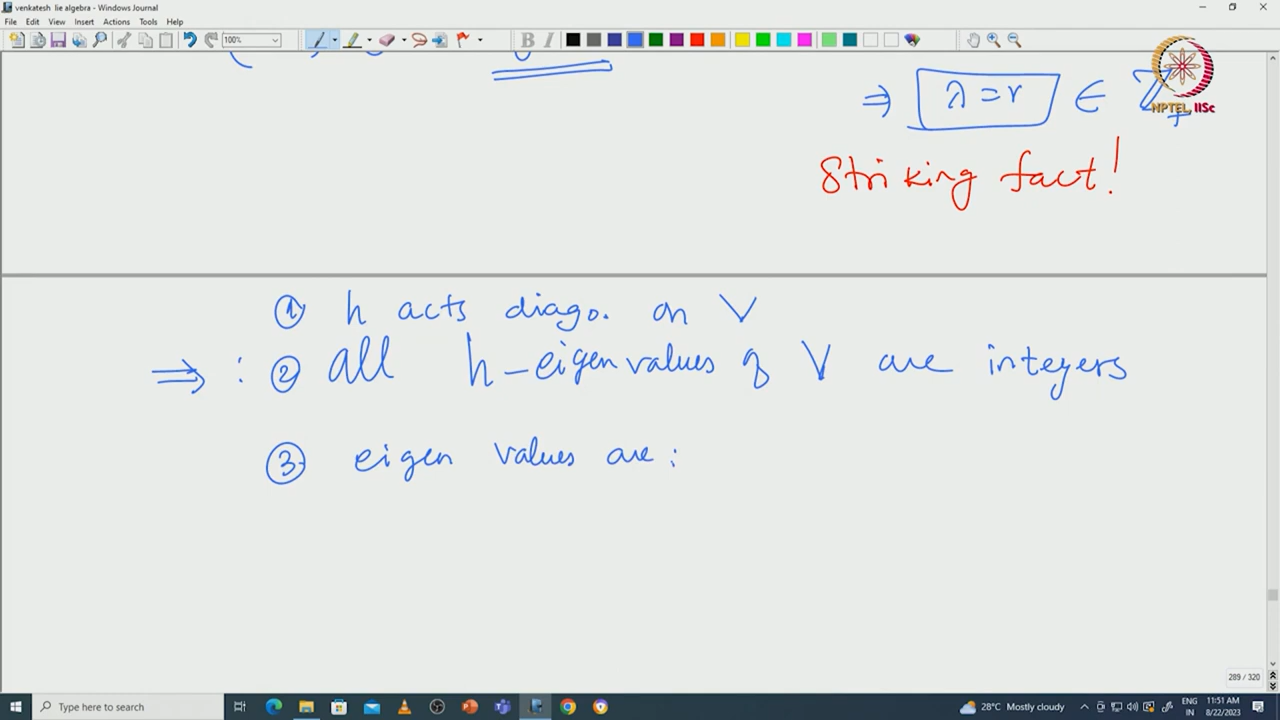 venkatesh lie algebra - Windows Journal
File Edit View Insert Actions Tools Help
100%
B I
⇒ λ = r ∈ ℤ₊
NPTEL, IISc
Striking fact!
① h acts diago. on V
⇒ : ② all h-eigenvalues of V are integers
③ eigen values are :
289 / 320
Type here to search
28°C Mostly cloudy
ENG
IN
11:51 AM
8/22/2023